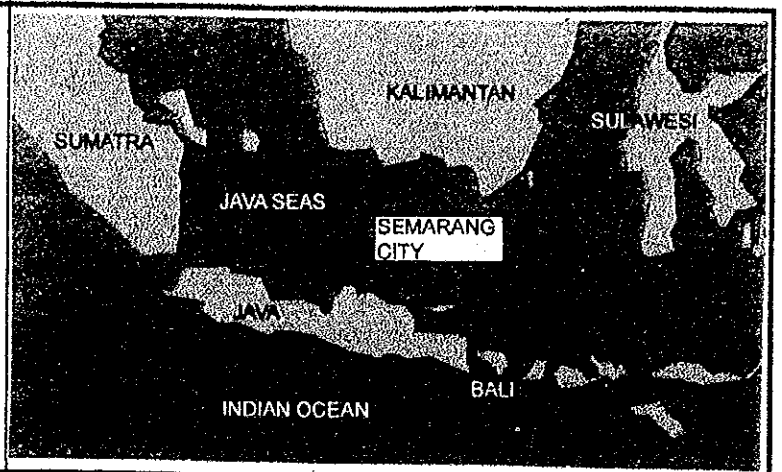 KALIMANTAN
SULAWESI
SUMATRA
JAVA SEAS
SEMARANG
CITY
JAVA
BALI
INDIAN OCEAN